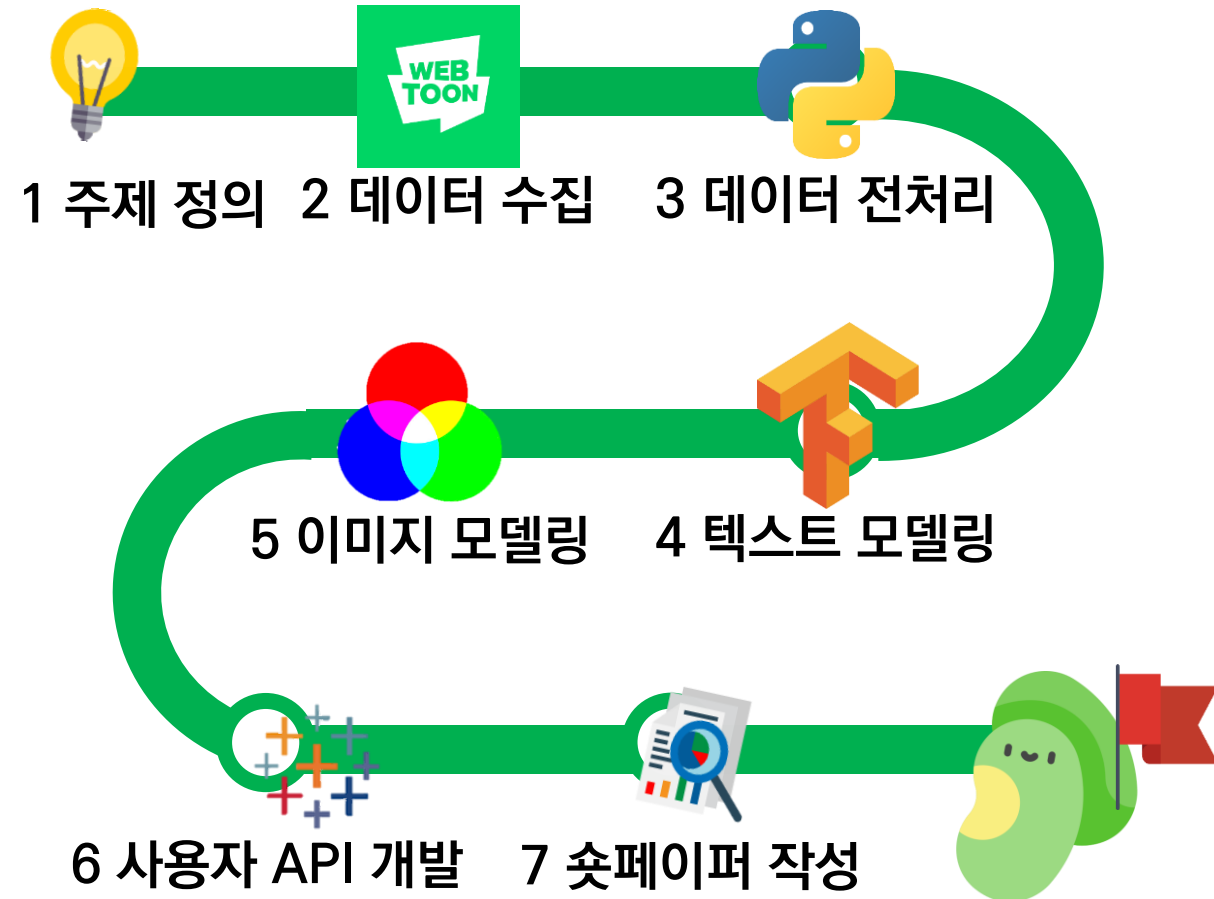 WEB
TOON
1 주제 정의
2 데이터 수집
3 데이터 전처리
5 이미지 모델링
4 텍스트 모델링
6 사용자 API 개발
7 숏페이퍼 작성